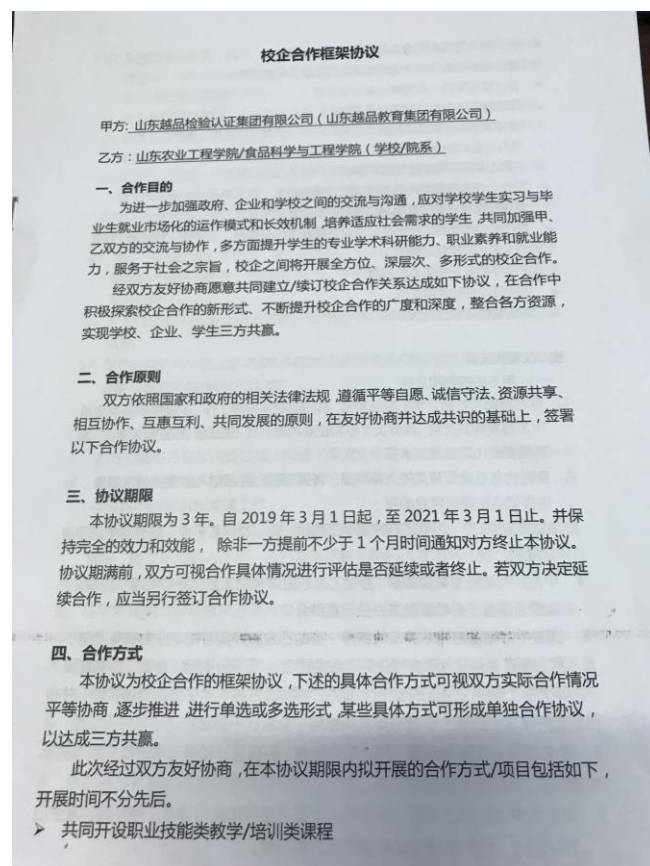 校企合作框架协议
甲方: 山东越品检验认证集团有限公司(山东越品教育集团有限公司)
乙方：山东农业工程学院/食品科学与工程学院(学校/院系)
一、合作目的
为进一步加强政府、企业和学校之间的交流与沟通，应对学校学生实习与毕
业生就业市场化的运作模式和长效机制,培养适应社会需求的学生,共同加强甲、
乙双方的交流与协作，多方面提升学生的专业学术科研能力、职业素养和就业能
力，服务于社会之宗旨，校企之间将开展全方位、深层次、多形式的校企合作。
经双方友好协商愿意共同建立/续订校企合作关系达成如下协议，在合作中
积极探索校企合作的新形式、不断提升校企合作的广度和深度，整合各方资源，
实现学校、企业、学生三方共赢。
二、合作原则
双方依照国家和政府的相关法律法规,遵循平等自愿、诚信守法、资源共享、
相互协作、互惠互利、共同发展的原则，在友好协商并达成共识的基础上，签署
以下合作协议。
三、协议期限
本协议期限为3年。自2019年3月1日起，至2021年3月1日止。并保
持完全的效力和效能， 除非一方提前不少于1个月时间通知对方终止本协议。
协议期满前，双方可视合作具体情况进行评估是否延续或者终止。若双方决定延
续合作，应当另行签订合作协议。
四、合作方式
本协议为校企合作的框架协议,下述的具体合作方式可视双方实际合作情况
平等协商,逐步推进,进行单选或多选形式,某些具体方式可形成单独合作协议，
以达成三方共赢。
此次经过双方友好协商,在本协议期限内拟开展的合作方式/项目包括如下，
开展时间不分先后。
➢ 共同开设职业技能类教学/培训类课程